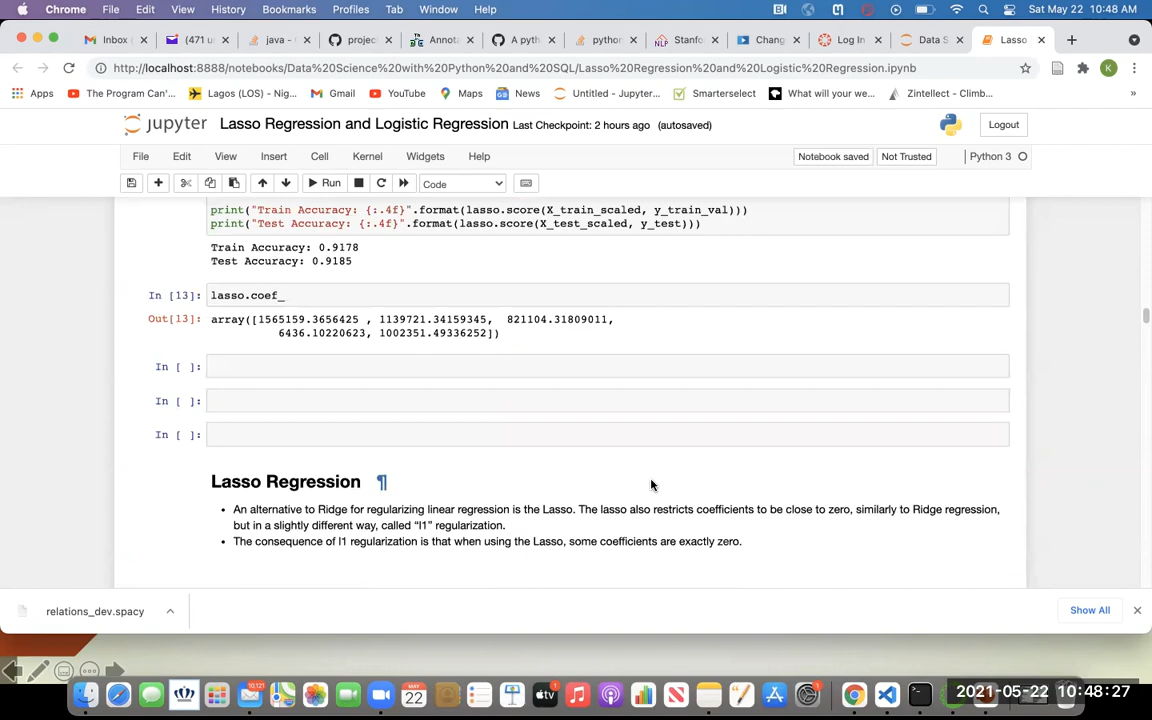 Chrome File Edit View History Bookmarks Profiles Tab Window Help Sat May 22 10:48 AM
Inbox ( (471 u java - c projec Annota A pyth python Stanfo Chang Log In Data S Lasso
http://localhost:8888/notebooks/Data%20Science%20with%20Python%20and%20SQL/Lasso%20Regression%20and%20Logistic%20Regression.ipynb K
Apps The Program Can'... Lagos (LOS) - Nig... Gmail YouTube Maps News Untitled - Jupyter... Smarterselect What will your we... Zintellect - Climb... »
jupyter Lasso Regression and Logistic Regression Last Checkpoint: 2 hours ago (autosaved) Logout
File Edit View Insert Cell Kernel Widgets Help Notebook saved Not Trusted Python 3
Run Code
print("Train Accuracy: {:.4f}".format(lasso.score(X_train_scaled, y_train_val)))
print("Test Accuracy: {:.4f}".format(lasso.score(X_test_scaled, y_test)))
Train Accuracy: 0.9178
Test Accuracy: 0.9185
In [13]: lasso.coef_
Out[13]: array([1565159.3656425 , 1139721.34159345, 821104.31809011,
6436.10220623, 1002351.49336252])
In [ ]:
In [ ]:
In [ ]:
Lasso Regression ¶
• An alternative to Ridge for regularizing linear regression is the Lasso. The lasso also restricts coefficients to be close to zero, similarly to Ridge regression,
but in a slightly different way, called “l1” regularization.
• The consequence of l1 regularization is that when using the Lasso, some coefficients are exactly zero.
relations_dev.spacy Show All
10,121 MAY 22 tv 1
2021-05-22 10:48:27